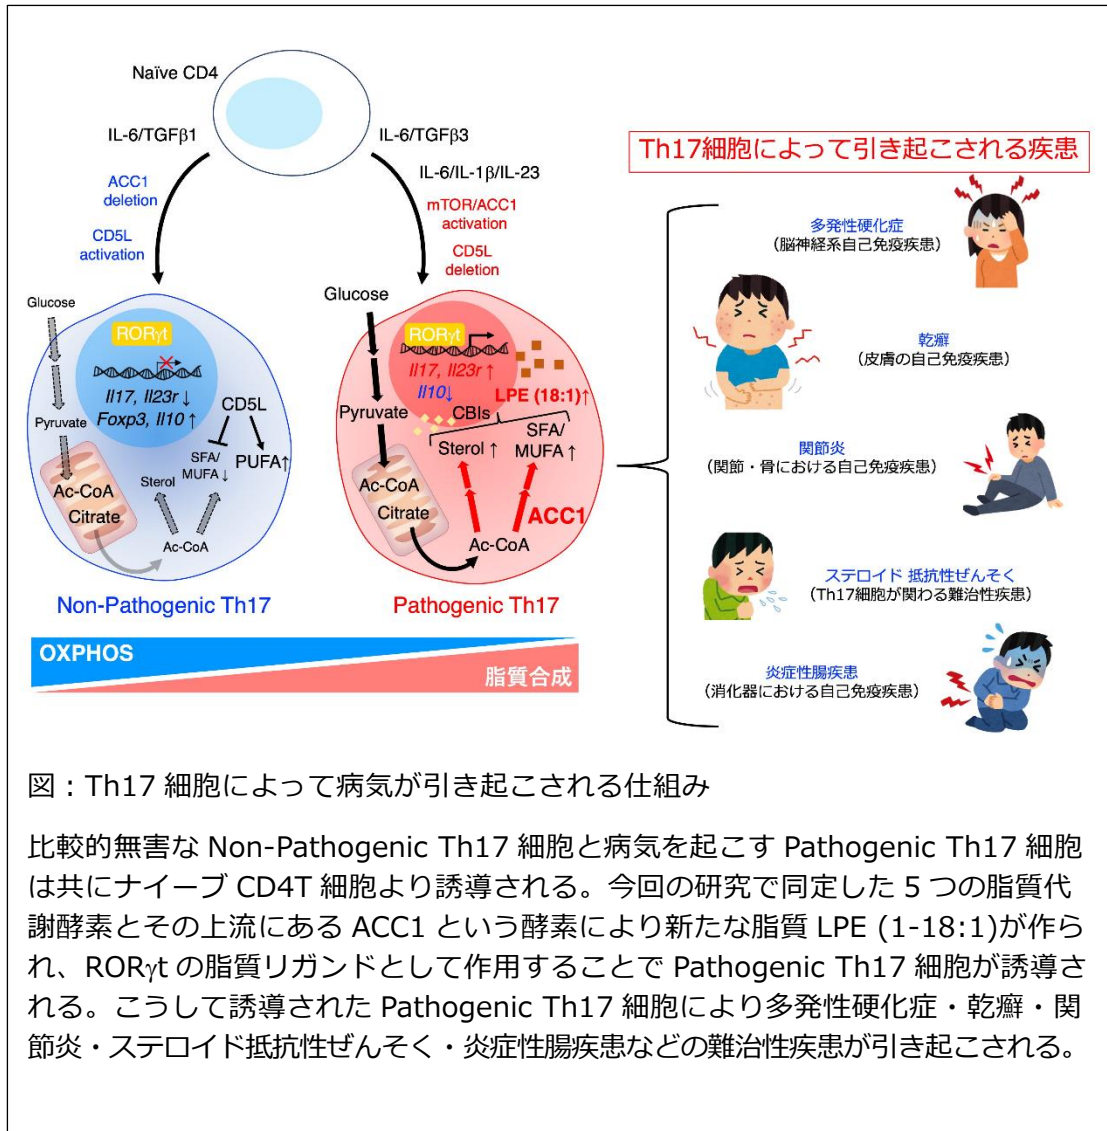 Naïve CD4
IL-6/TGFβ1
IL-6/TGFβ3
IL-6/IL-1β/IL-23
ACC1
deletion
CD5L
activation
mTOR/ACC1
activation
CD5L
deletion
Glucose
Pyruvate
Ac-CoA
Citrate
RORγt
Il17, Il23r ↓
Foxp3, Il10 ↑
CD5L
SFA/
MUFA ↓
PUFA↑
Sterol
Ac-CoA
Non-Pathogenic Th17
Glucose
Pyruvate
Ac-CoA
Citrate
RORγt
Il17, Il23r ↑
Il10↓
LPE (18:1)↑
CBIs
Sterol ↑
SFA/
MUFA ↑
ACC1
Ac-CoA
Pathogenic Th17
OXPHOS
脂質合成
Th17細胞によって引き起こされる疾患
多発性硬化症
（脳神経系自己免疫疾患）
乾癬
（皮膚の自己免疫疾患）
関節炎
（関節・骨における自己免疫疾患）
ステロイド 抵抗性ぜんそく
（Th17細胞が関わる難治性疾患）
炎症性腸疾患
（消化器における自己免疫疾患）
図：Th17 細胞によって病気が引き起こされる仕組み
比較的無害な Non-Pathogenic Th17 細胞と病気を起こす Pathogenic Th17 細胞
は共にナイーブ CD4T 細胞より誘導される。今回の研究で同定した 5 つの脂質代
謝酵素とその上流にある ACC1 という酵素により新たな脂質 LPE (1-18:1)が作ら
れ、RORγt の脂質リガンドとして作用することで Pathogenic Th17 細胞が誘導さ
れる。こうして誘導された Pathogenic Th17 細胞により多発性硬化症・乾癬・関
節炎・ステロイド抵抗性ぜんそく・炎症性腸疾患などの難治性疾患が引き起こされる。